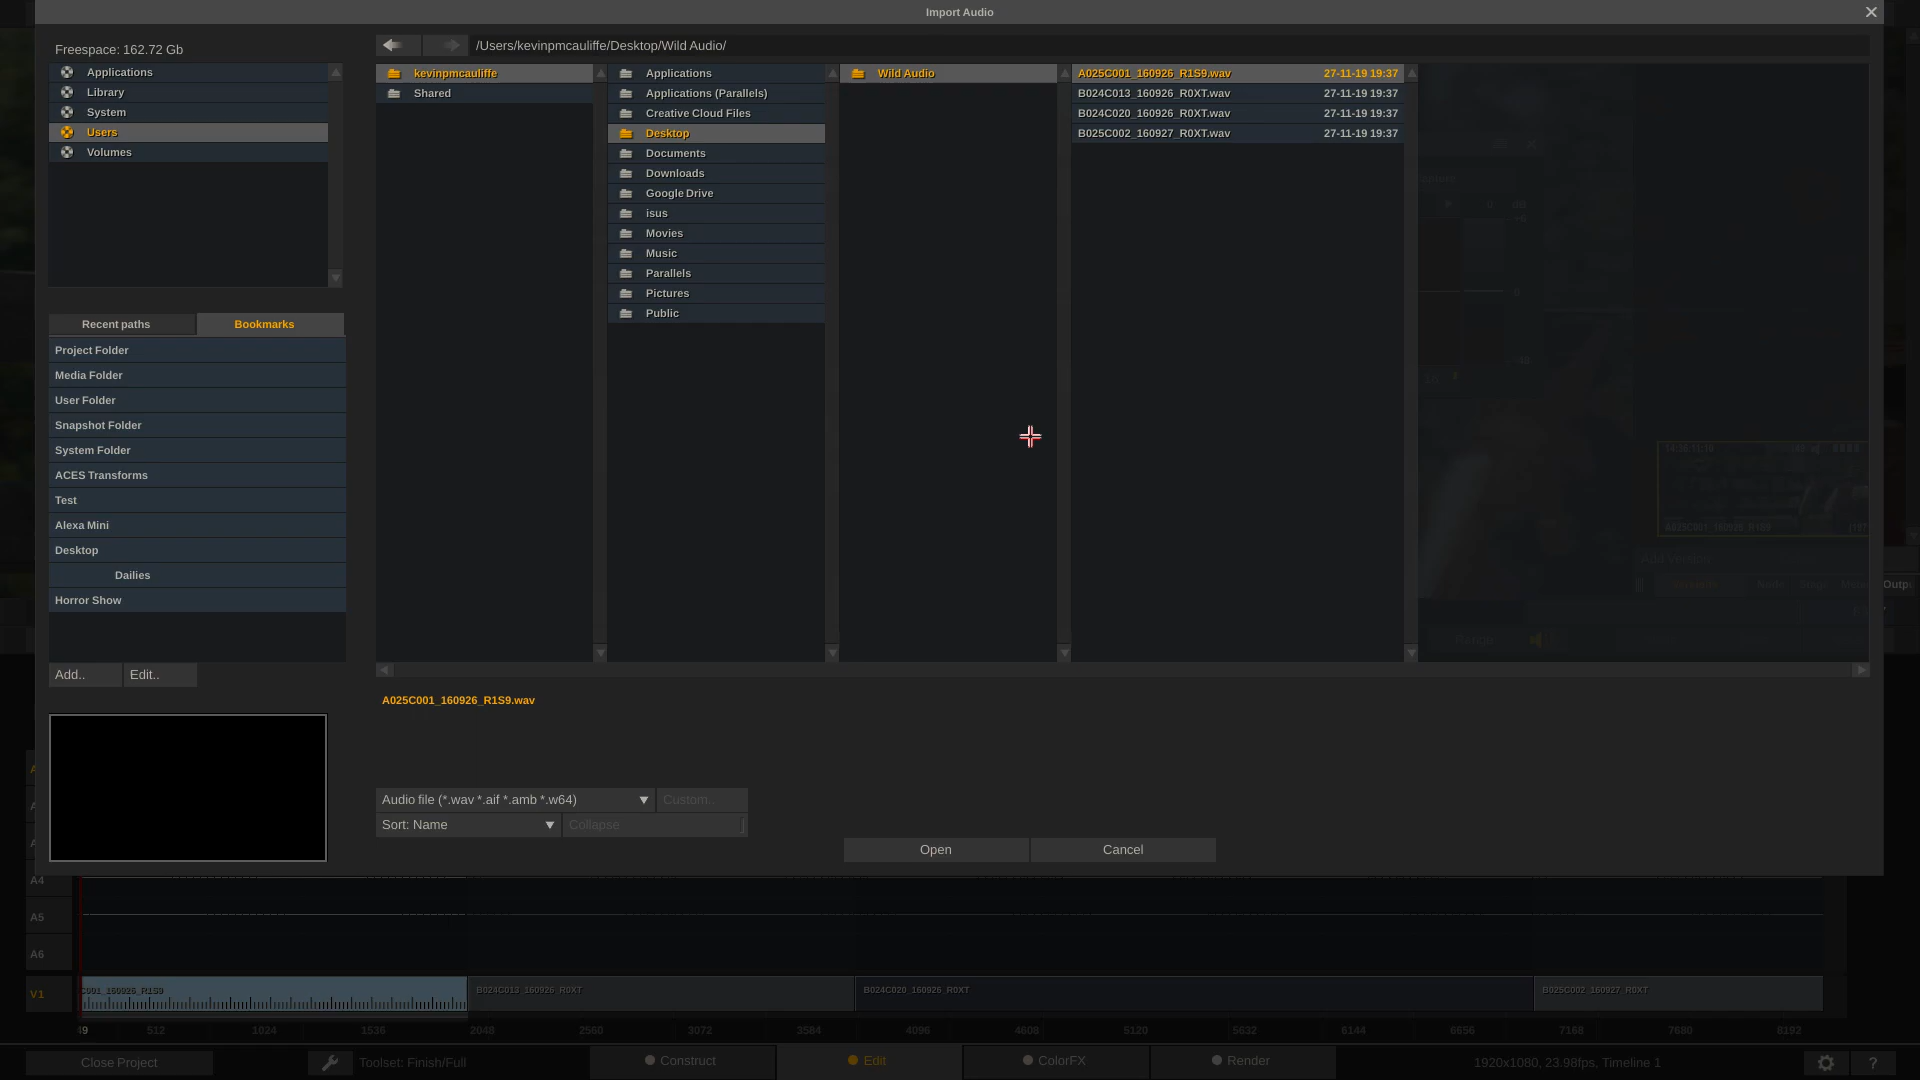 Import Audio
Freespace: 162.72 Gb
/Users/kevinpmcauliffe/Desktop/Wild Audio/
Applications
Library
System
Users
Volumes
kevinpmcauliffe
Shared
Applications
Applications (Parallels)
Creative Cloud Files
Desktop
Documents
Downloads
Google Drive
isus
Movies
Music
Parallels
Pictures
Public
Wild Audio
A025C001_160926_R1S9.wav 27-11-19 19:37
B024C013_160926_R0XT.wav 27-11-19 19:37
B024C020_160926_R0XT.wav 27-11-19 19:37
B025C002_160927_R0XT.wav 27-11-19 19:37
Recent paths
Bookmarks
Project Folder
Media Folder
User Folder
Snapshot Folder
System Folder
ACES Transforms
Test
Alexa Mini
Desktop
Dailies
Horror Show
Add..
Edit..
A025C001_160926_R1S9.wav
Audio file (*.wav *.aif *.amb *.w64)
Custom..
Sort: Name
Collapse
Open
Cancel
A4
A5
A6
V1
C001_160926_R1S9
B024C013_160926_R0XT
B024C020_160926_R0XT
B025C002_160927_R0XT
49 512 1024 1536 2048 2560 3072 3584 4096 4608 5120 5632 6144 6656 7168 7680 8192
Close Project
Toolset: Finish/Full
Construct
Edit
ColorFX
Render
1920x1080, 23.98fps, Timeline 1
?